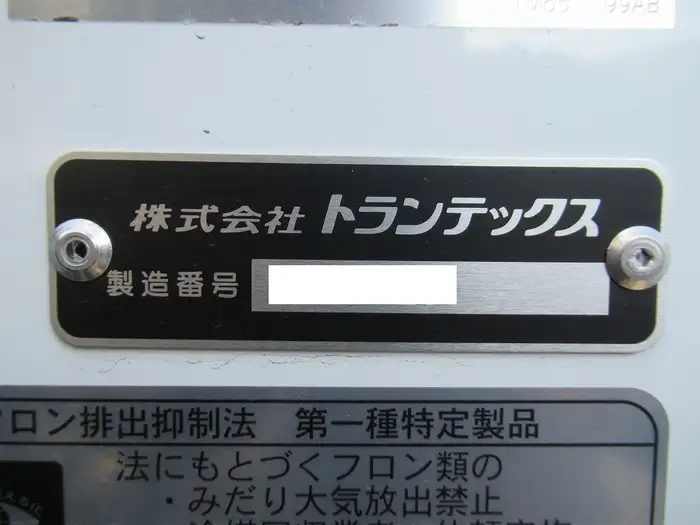 99AB
株式会社 トランテックス
製造番号
フロン排出抑制法 第一種特定製品
法にもとづくフロン類の
・みだり大気放出禁止